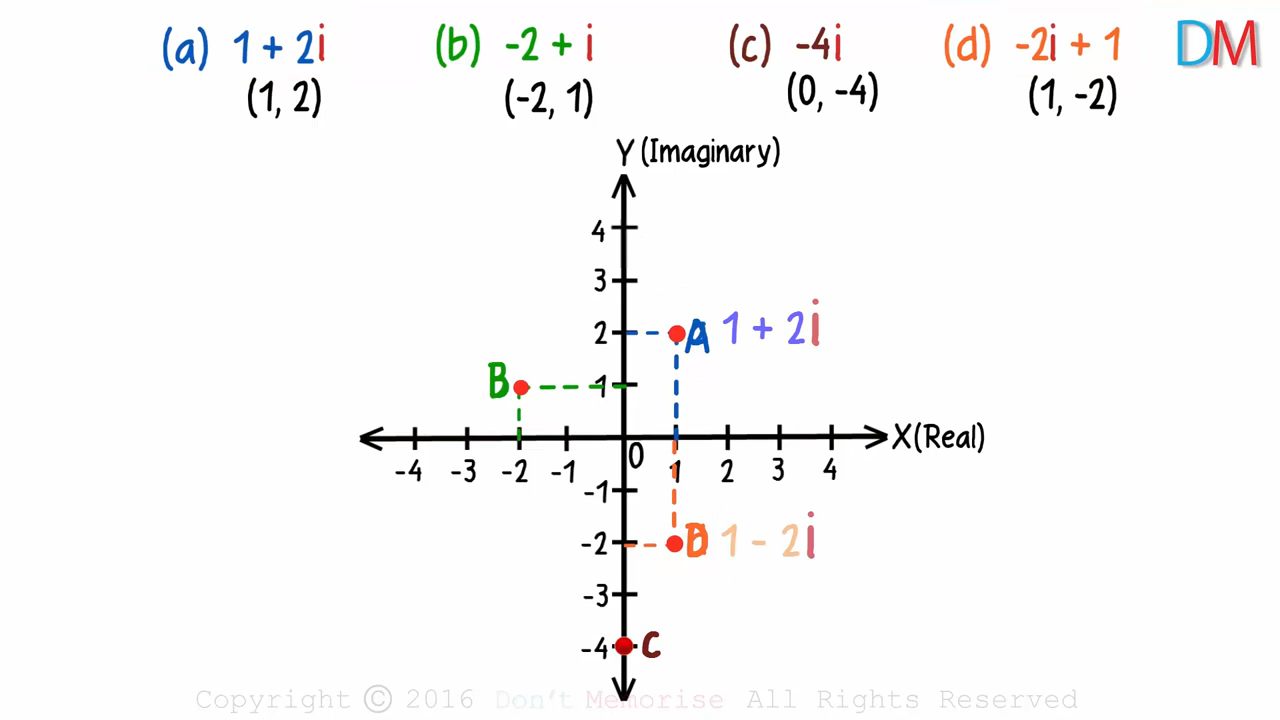 (a) 1 + 2i (b) -2 + i (c) -4i (d) -2i + 1 DM
(1, 2) (-2, 1) (0, -4) (1, -2)
Y (Imaginary)
4
3
2 A 1 + 2i
B 1
X(Real)
-4 -3 -2 -1 0 1 2 3 4
-1
-2 D 1 - 2i
-3
-4 C
Copyright © 2016 Don't Memorise All Rights Reserved